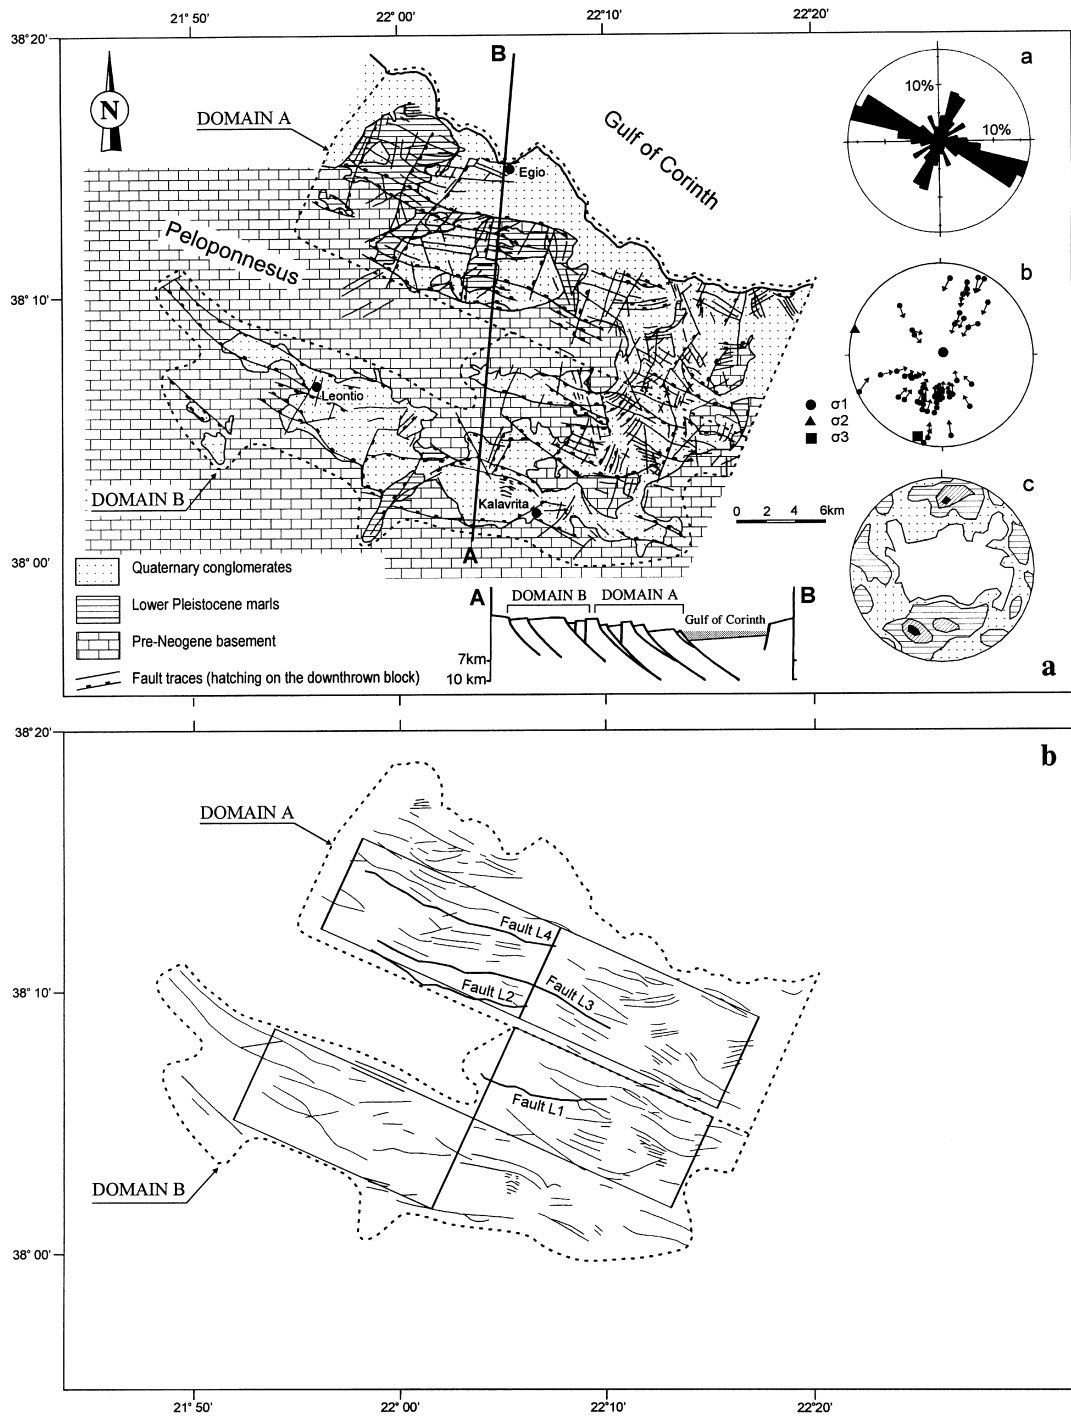 21° 50'
22° 00'
22° 10'
22° 20'
38° 20'
B
a
N
DOMAIN A
10%
10%
Gulf of Corinth
Egio
Peloponnesus
b
38° 10'
Leontio
σ1
σ2
σ3
c
DOMAIN B
Kalavrita
0 2 4 6km
A
38° 00'
Quaternary conglomerates
Lower Pleistocene marls
Pre-Neogene basement
Fault traces (hatching on the downthrown block)
A DOMAIN B DOMAIN A B
Gulf of Corinth
7km
10 km
a
38° 20'
b
DOMAIN A
Fault L4
Fault L2
Fault L3
38° 10'
Fault L1
DOMAIN B
38° 00'
21° 50'
22° 00'
22° 10'
22° 20'